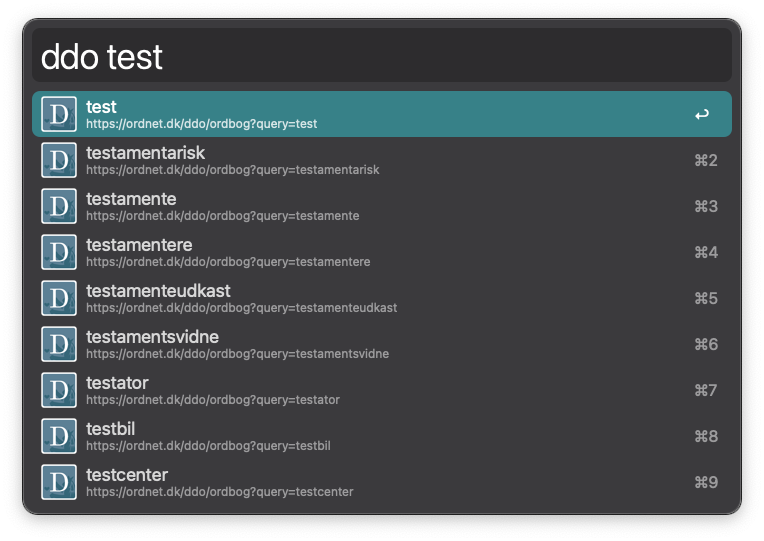 ddo test
D test ↩
https://ordnet.dk/ddo/ordbog?query=test
D testamentarisk ⌘2
https://ordnet.dk/ddo/ordbog?query=testamentarisk
D testamente ⌘3
https://ordnet.dk/ddo/ordbog?query=testamente
D testamentere ⌘4
https://ordnet.dk/ddo/ordbog?query=testamentere
D testamenteudkast ⌘5
https://ordnet.dk/ddo/ordbog?query=testamenteudkast
D testamentsvidne ⌘6
https://ordnet.dk/ddo/ordbog?query=testamentsvidne
D testator ⌘7
https://ordnet.dk/ddo/ordbog?query=testator
D testbil ⌘8
https://ordnet.dk/ddo/ordbog?query=testbil
D testcenter ⌘9
https://ordnet.dk/ddo/ordbog?query=testcenter